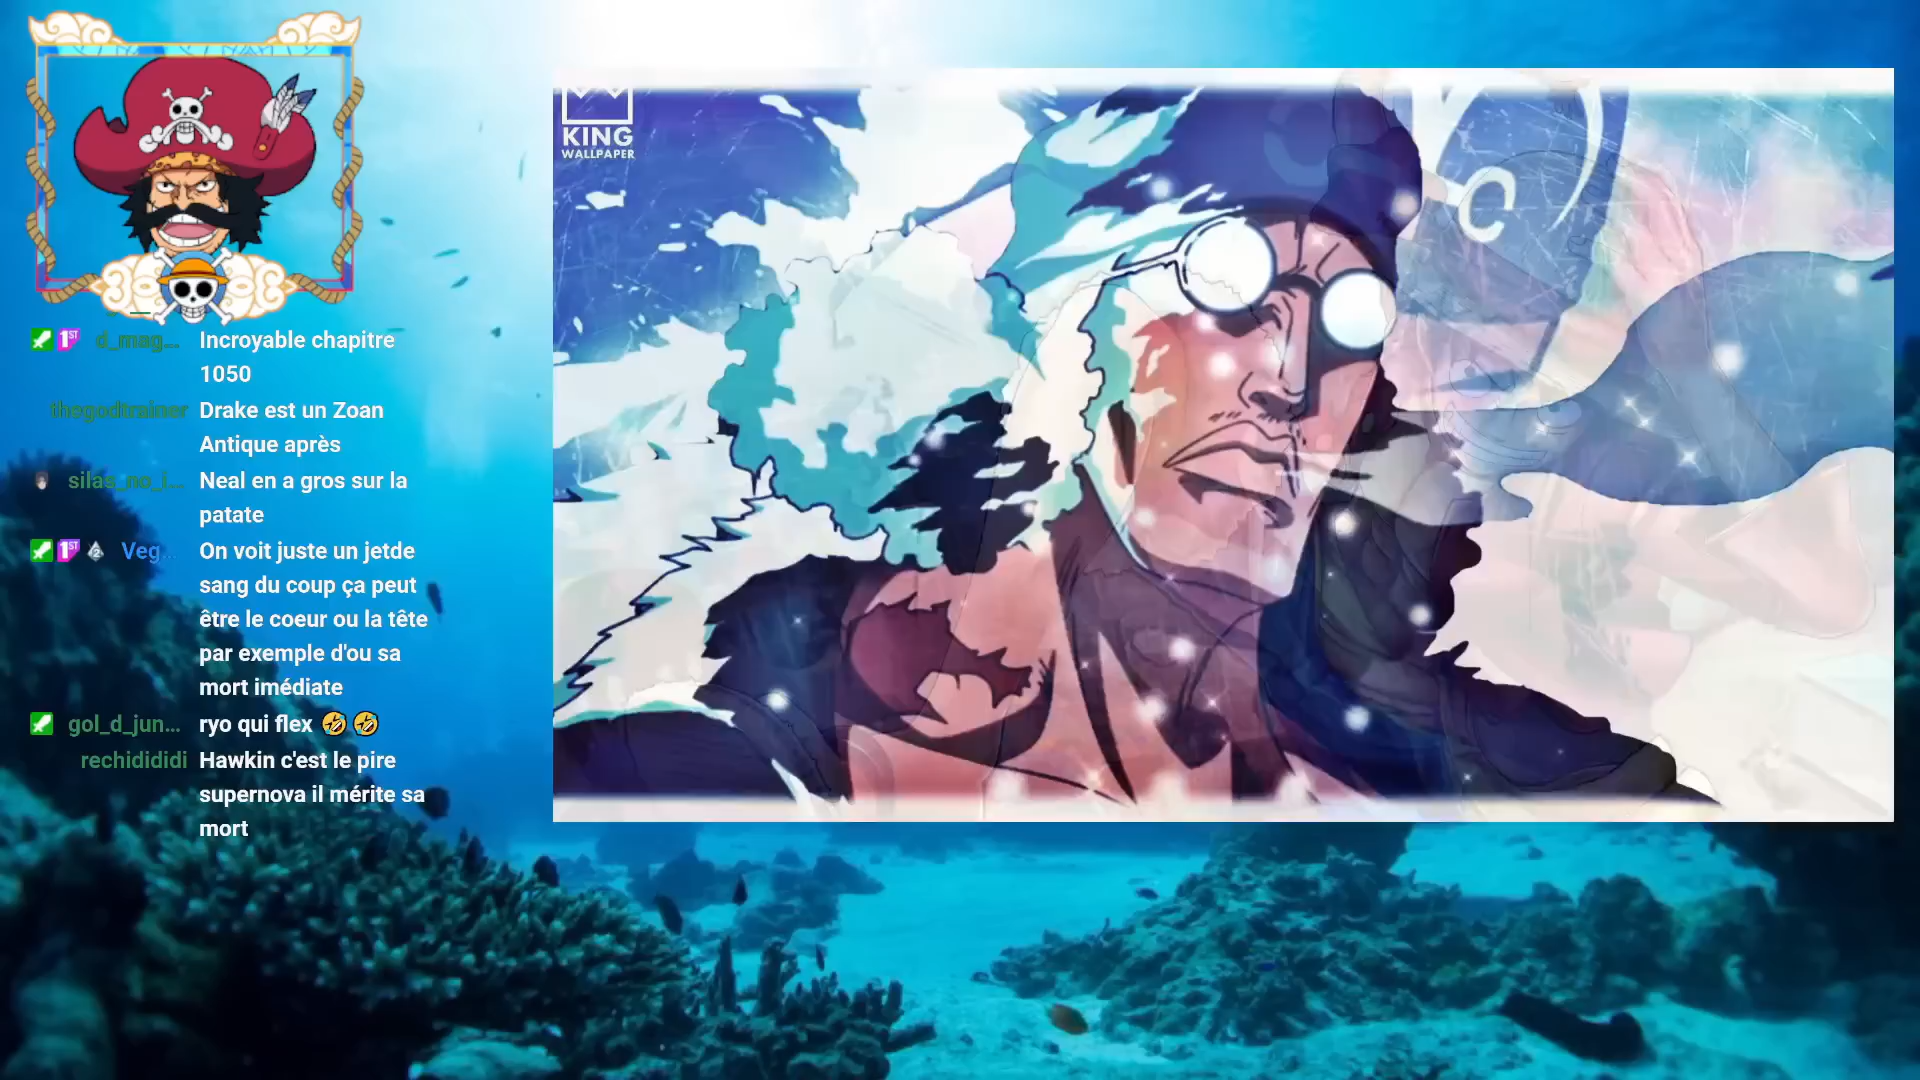 KING
WALLPAPER
d_mag... Incroyable chapitre
1050
thegodtrainer Drake est un Zoan
Antique après
silas_no_i... Neal en a gros sur la
patate
Veg... On voit juste un jetde
sang du coup ça peut
être le coeur ou la tête
par exemple d'ou sa
mort imédiate
gol_d_jun... ryo qui flex 🤣 🤣
rechidididi Hawkin c'est le pire
supernova il mérite sa
mort